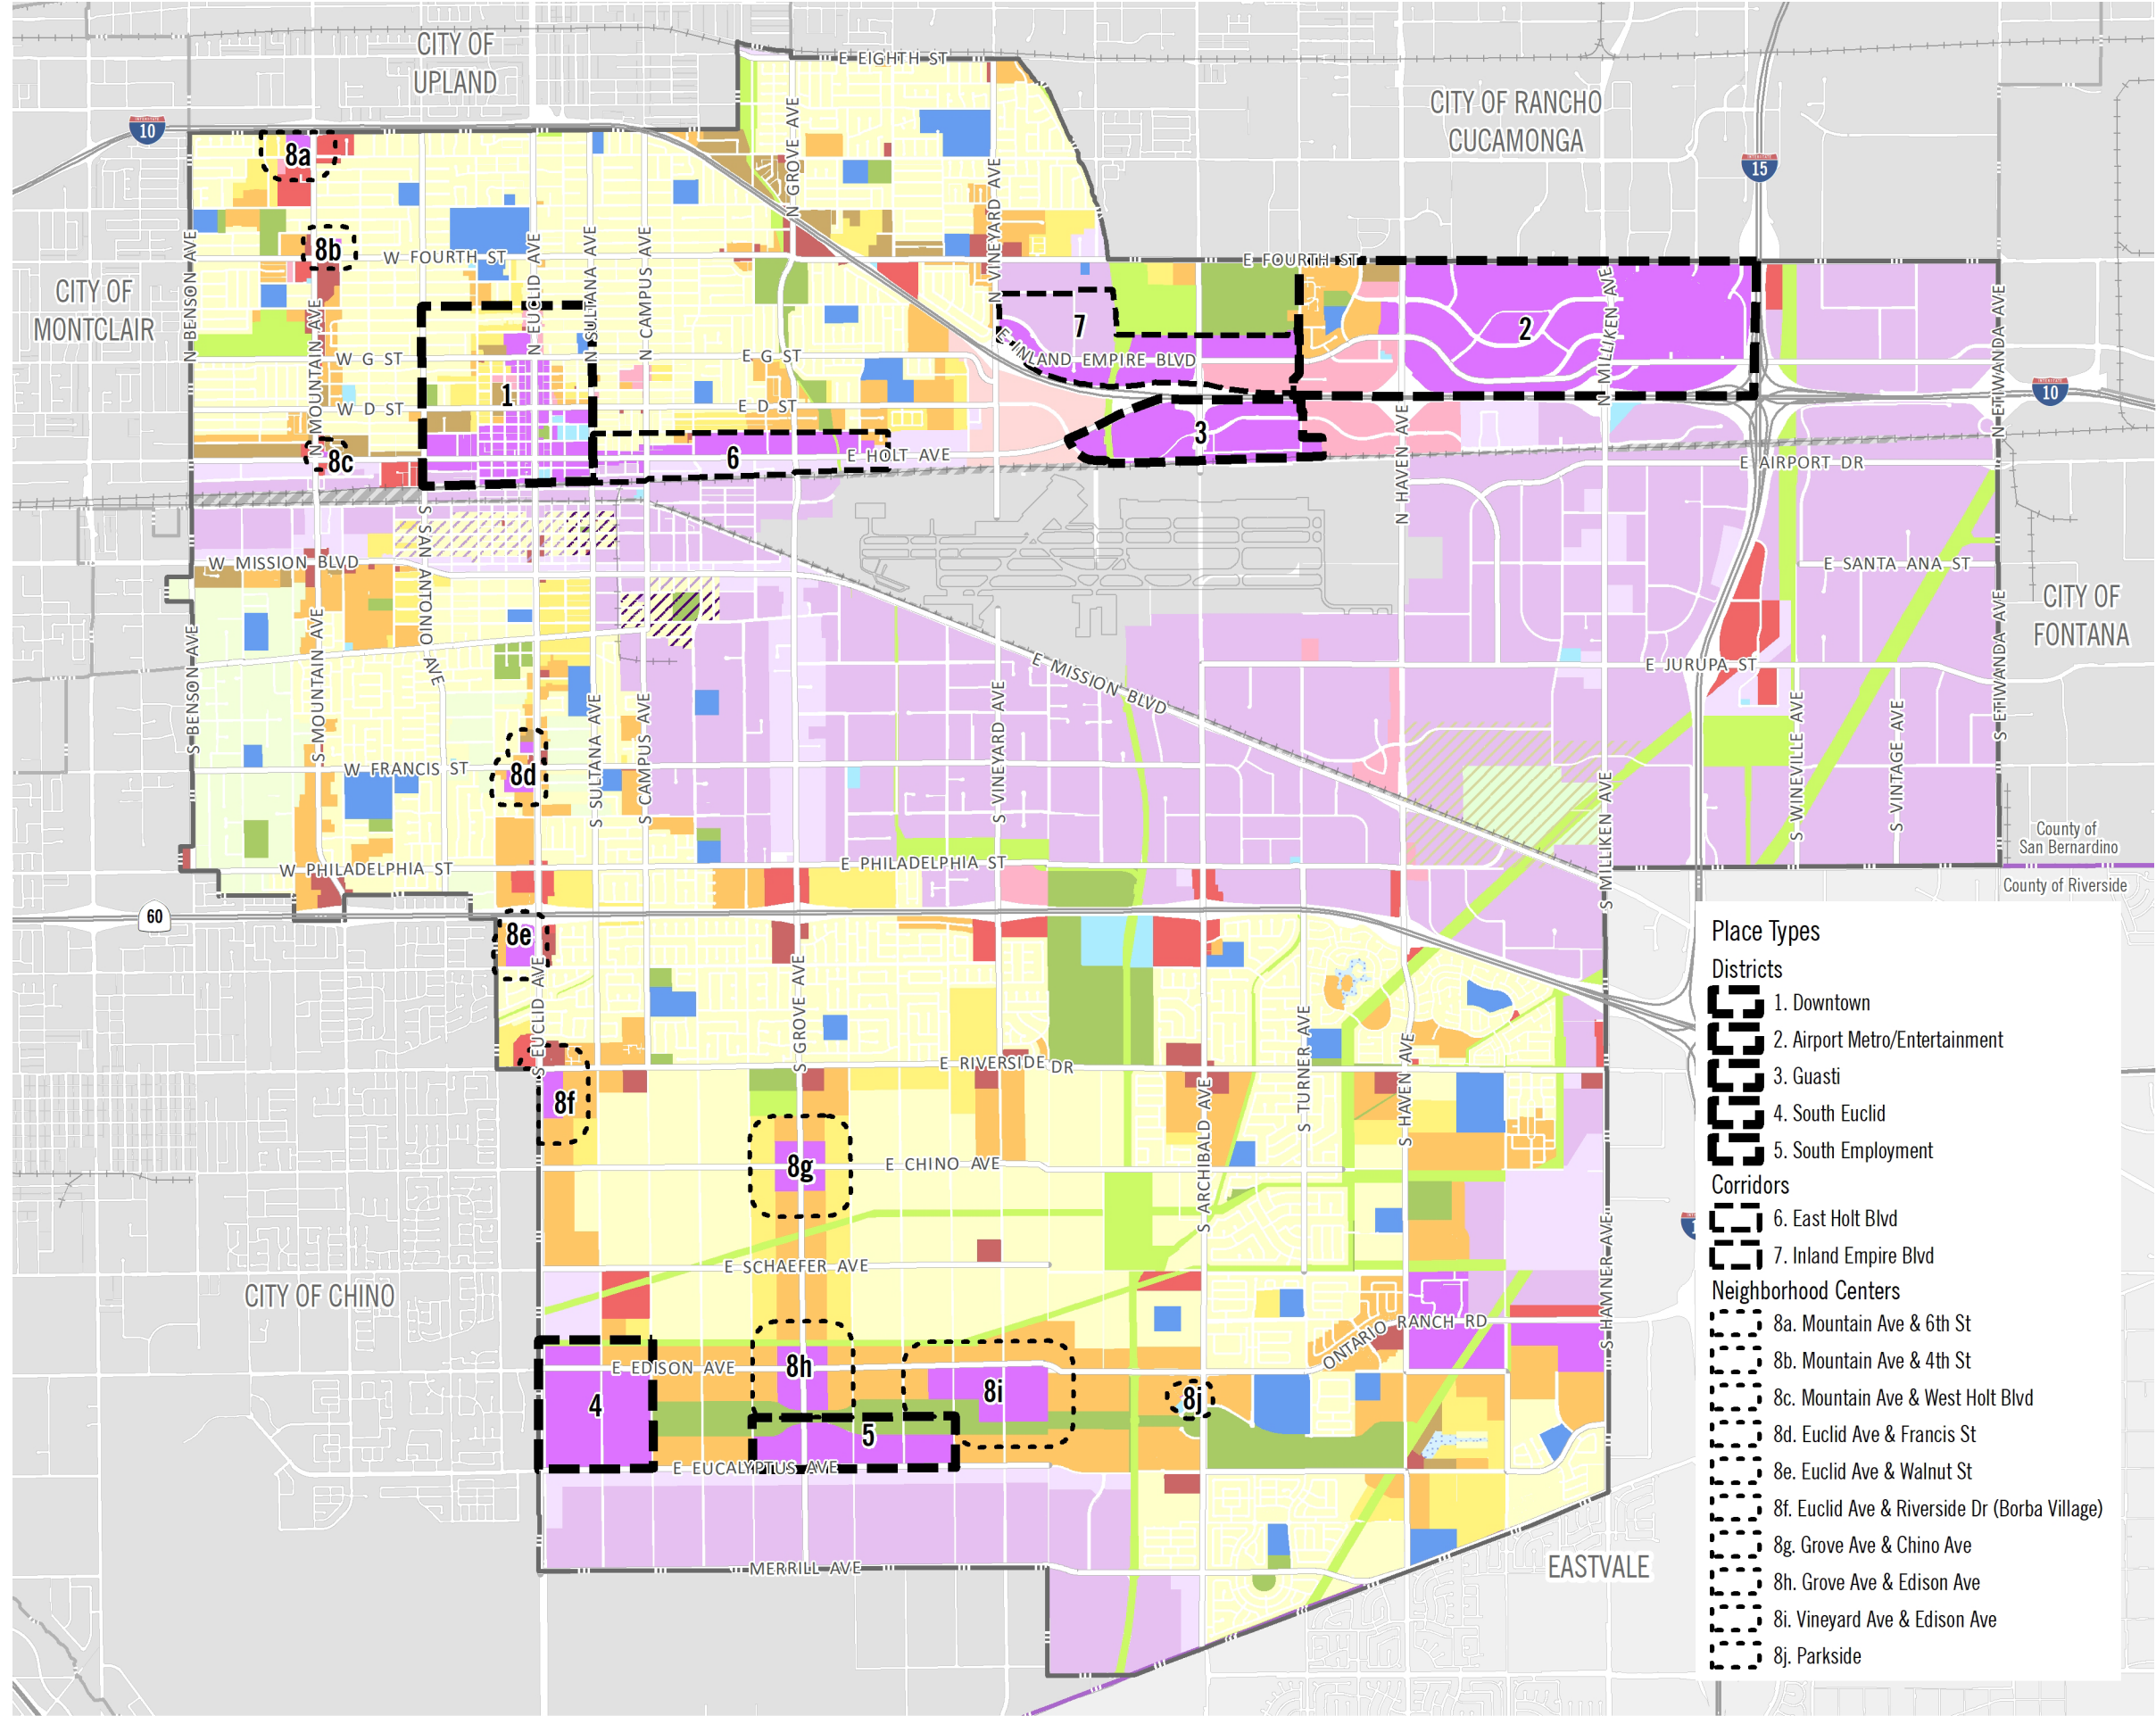 CITY OF
UPLAND
E EIGHTH ST
CITY OF RANCHO
CUCAMONGA
10
15
8a
N GROVE AVE
N VINEYARD AVE
8b
W FOURTH ST
E FOURTH ST
N BENSON AVE
N EUCLID AVE
N SULTANA AVE
N CAMPUS AVE
CITY OF
MONTCLAIR
N MOUNTAIN AVE
7
2
N MILLIKEN AVE
N ETIWANDA AVE
W G ST
E G ST
E INLAND EMPIRE BLVD
1
10
W D ST
E D ST
3
N HAVEN AVE
8c
6
E HOLT AVE
E AIRPORT DR
S SAN ANTONIO AVE
W MISSION BLVD
E SANTA ANA ST
CITY OF
FONTANA
S BENSON AVE
S MOUNTAIN AVE
E MISSION BLVD
E JURUPA ST
S ETIWANDA AVE
S SULTANA AVE
S CAMPUS AVE
S VINEYARD AVE
S WINEVILLE AVE
S VINTAGE AVE
W FRANCIS ST
8d
S MILLIKEN AVE
County of
San Bernardino
W PHILADELPHIA ST
E PHILADELPHIA ST
County of Riverside
60
8e
S EUCLID AVE
S GROVE AVE
E RIVERSIDE DR
S TURNER AVE
S HAVEN AVE
S ARCHIBALD AVE
8f
8g
E CHINO AVE
E SCHAEFER AVE
CITY OF CHINO
S HAMNER AVE
ONTARIO RANCH RD
E EDISON AVE
8h
8i
8j
4
5
E EUCALYPTUS AVE
MERRILL AVE
EASTVALE
Place Types
Districts
1. Downtown
2. Airport Metro/Entertainment
3. Guasti
4. South Euclid
5. South Employment
Corridors
6. East Holt Blvd
7. Inland Empire Blvd
Neighborhood Centers
8a. Mountain Ave & 6th St
8b. Mountain Ave & 4th St
8c. Mountain Ave & West Holt Blvd
8d. Euclid Ave & Francis St
8e. Euclid Ave & Walnut St
8f. Euclid Ave & Riverside Dr (Borba Village)
8g. Grove Ave & Chino Ave
8h. Grove Ave & Edison Ave
8i. Vineyard Ave & Edison Ave
8j. Parkside